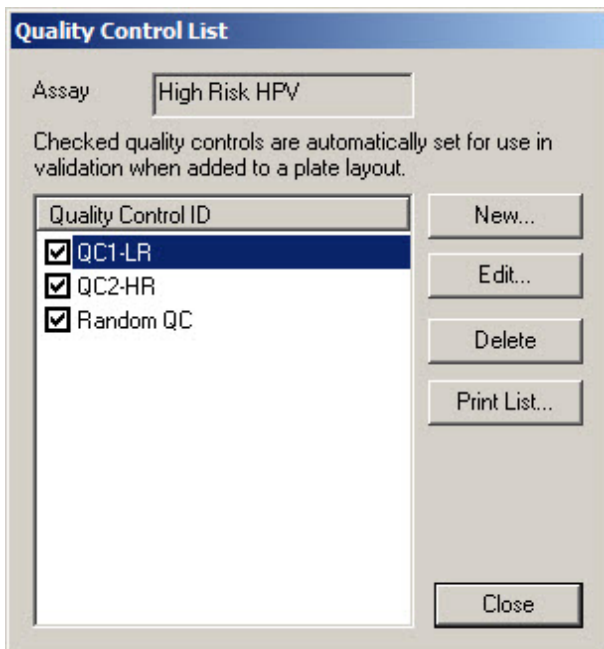 Quality Control List
Assay High Risk HPV
Checked quality controls are automatically set for use in
validation when added to a plate layout.
Quality Control ID
QC1-LR
QC2-HR
Random QC
New...
Edit...
Delete
Print List...
Close